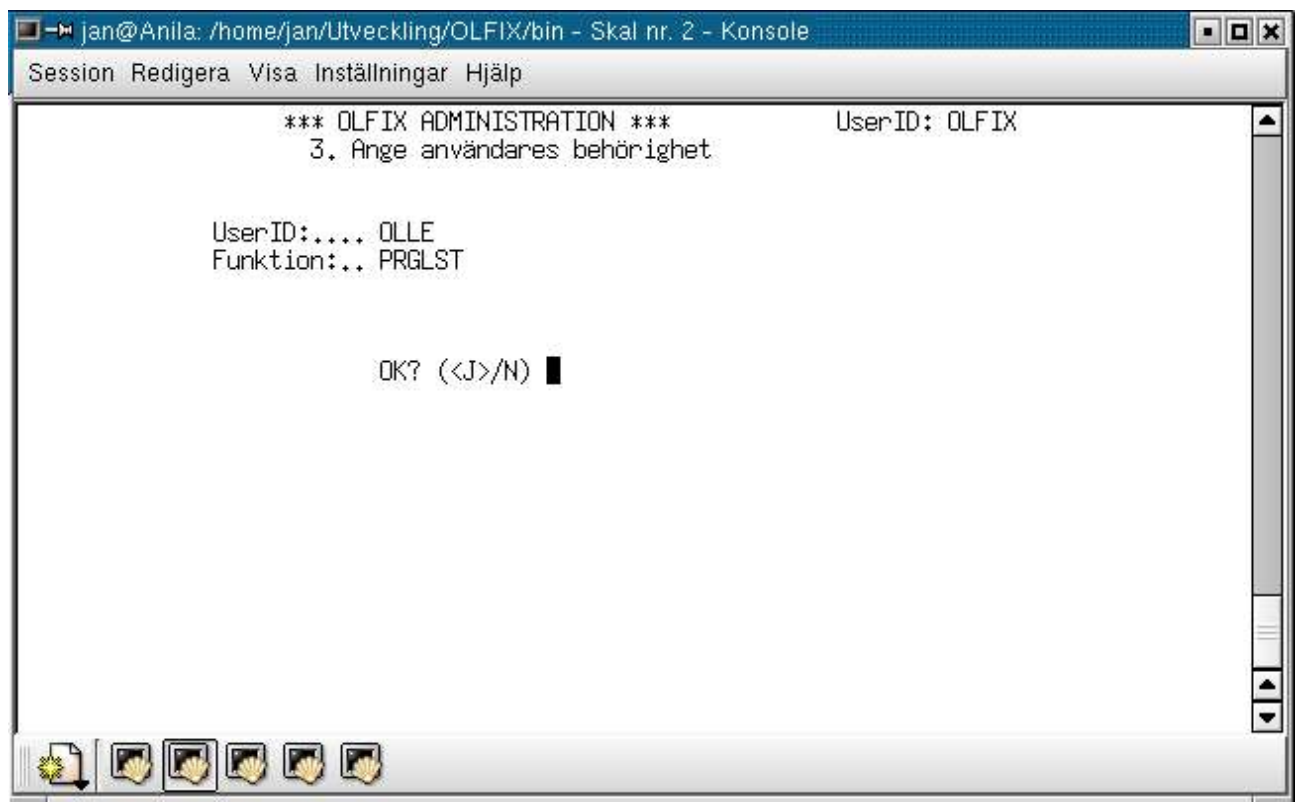 jan@Anila: /home/jan/Utveckling/OLFIX/bin - Skal nr. 2 - Konsole
Session Redigera Visa Inställningar Hjälp
*** OLFIX ADMINISTRATION *** UserID: OLFIX
3. Ange användares behörighet
UserID:.... OLLE
Funktion:.. PRGLST
OK? (<J>/N)